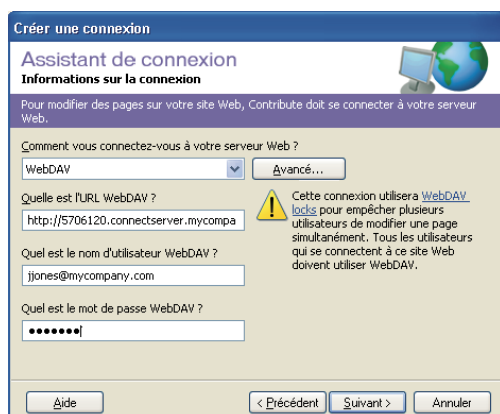 Créer une connexion
Assistant de connexion
Informations sur la connexion
Pour modifier des pages sur votre site Web, Contribute doit se connecter à votre serveur
Web.
Comment vous connectez-vous à votre serveur Web ?
WebDAV
Avancé...
Quelle est l'URL WebDAV ?
http://5706120.connectserver.mycompa
Quel est le nom d'utilisateur WebDAV ?
jjones@mycompany.com
Quel est le mot de passe WebDAV ?
●●●●●●●
Cette connexion utilisera WebDAV
locks pour empêcher plusieurs
utilisateurs de modifier une page
simultanément. Tous les utilisateurs
qui se connectent à ce site Web
doivent utiliser WebDAV.
Aide
< Précédent
Suivant >
Annuler